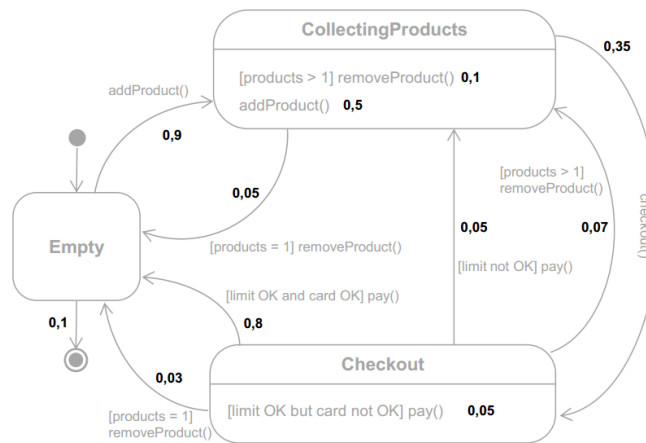 CollectingProducts
0,35
[products > 1] removeProduct() 0,1
addProduct() 0,5
addProduct()
0,9
[products > 1]
removeProduct()
0,05
checkout()
0,05
0,07
Empty
[products = 1] removeProduct()
[limit not OK] pay()
[limit OK and card OK] pay()
0,1
0,8
0,03
Checkout
[limit OK but card not OK] pay() 0,05
[products = 1]
removeProduct()